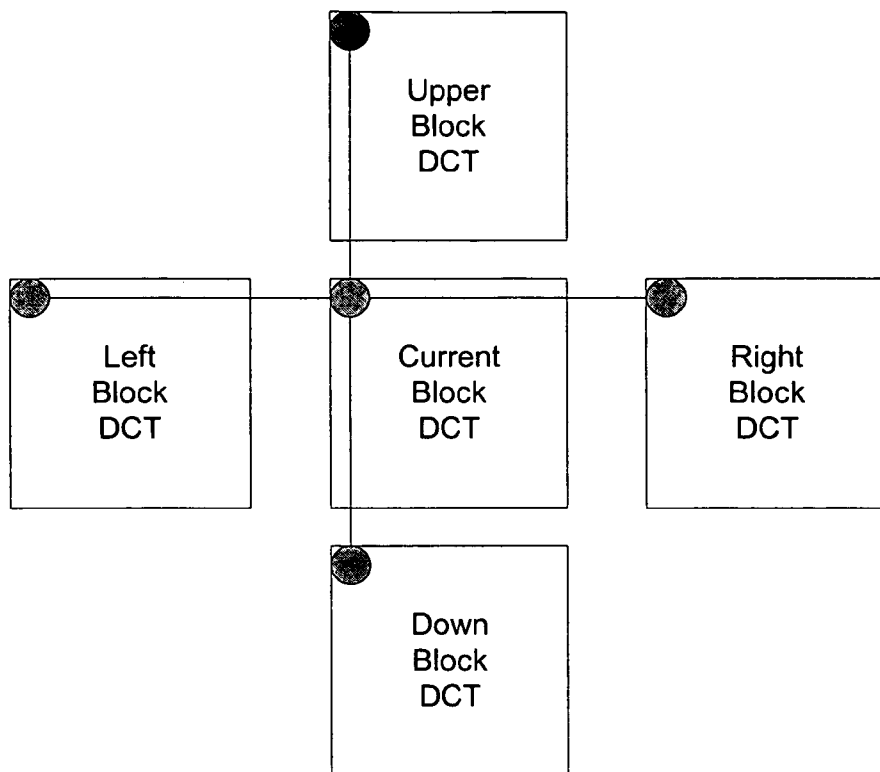 Upper
Block
DCT
Left
Block
DCT
Current
Block
DCT
Right
Block
DCT
Down
Block
DCT